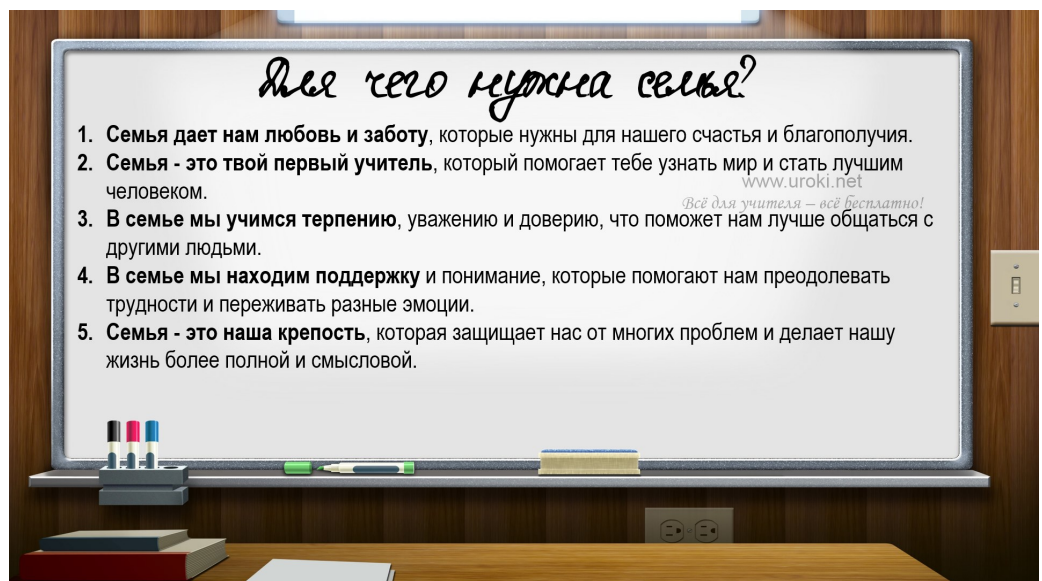 Для чего нужна семья?
1. Семья дает нам любовь и заботу, которые нужны для нашего счастья и благополучия.
2. Семья - это твой первый учитель, который помогает тебе узнать мир и стать лучшим
человеком.
www.uroki.net
Всё для учителя – всё бесплатно!
3. В семье мы учимся терпению, уважению и доверию, что поможет нам лучше общаться с
другими людьми.
4. В семье мы находим поддержку и понимание, которые помогают нам преодолевать
трудности и переживать разные эмоции.
5. Семья - это наша крепость, которая защищает нас от многих проблем и делает нашу
жизнь более полной и смысловой.